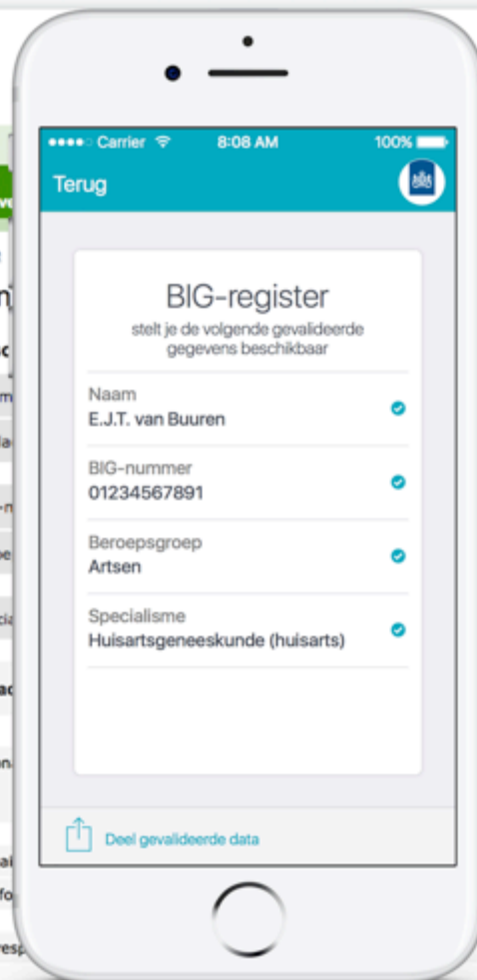 Carrier 8:08 AM 100%
Terug
BIG-register
stelt je de volgende gevalideerde
gegevens beschikbaar
Naam
E.J.T. van Buuren
BIG-nummer
01234567891
Beroepsgroep
Artsen
Specialisme
Huisartsgeneeskunde (huisarts)
Deel gevalideerde data